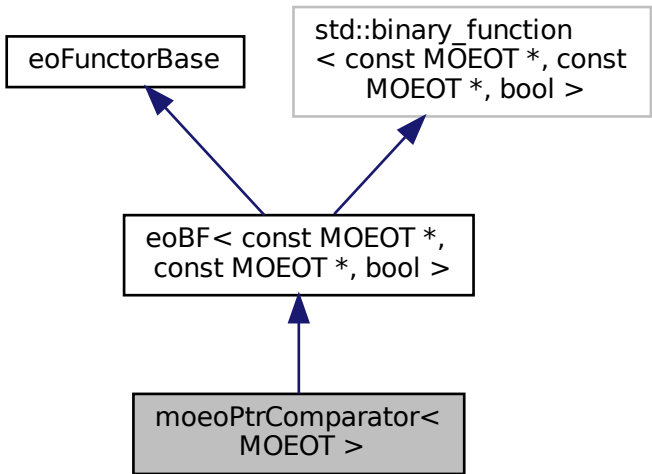 eoFunctorBase
std::binary_function
< const MOEOT *, const
MOEOT *, bool >
eoBF< const MOEOT *,
const MOEOT *, bool >
moeoPtrComparator<
MOEOT >